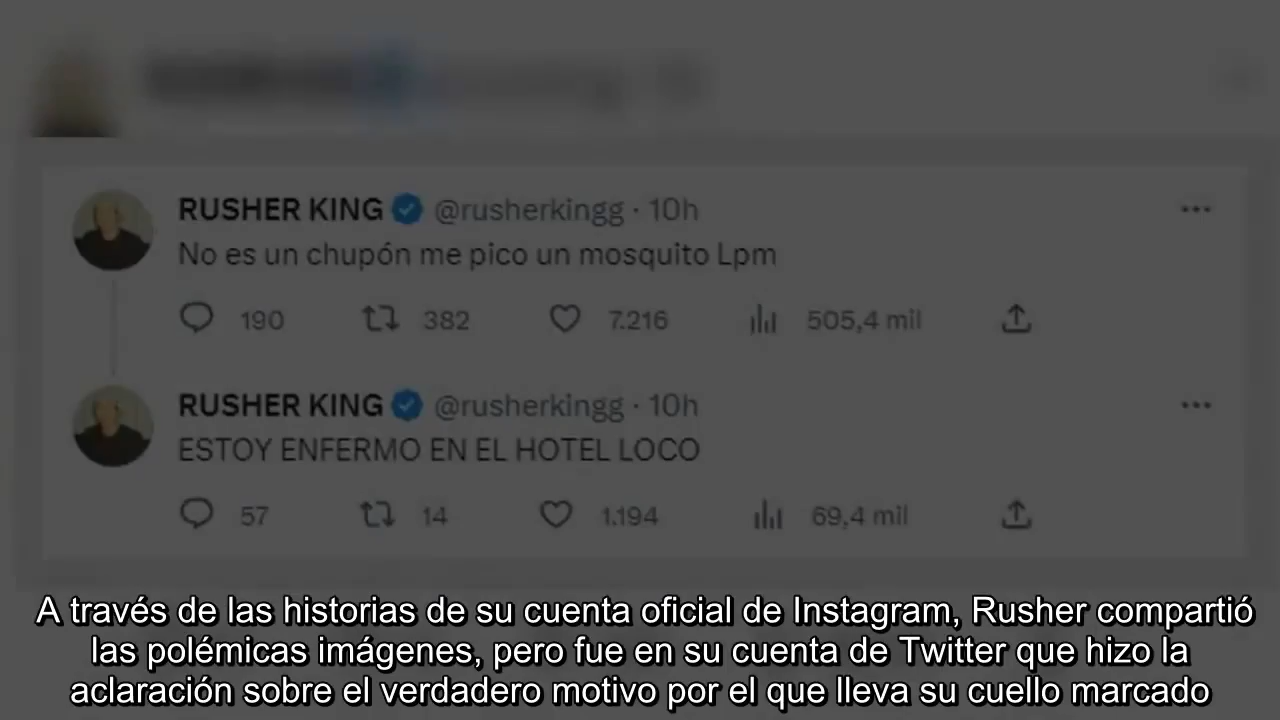 RUSHER KING @rusherkingg · 10h
No es un chupón me pico un mosquito Lpm
190 382 7.216 505,4 mil
RUSHER KING @rusherkingg · 10h
ESTOY ENFERMO EN EL HOTEL LOCO
57 14 1.194 69,4 mil
A través de las historias de su cuenta oficial de Instagram, Rusher compartió
las polémicas imágenes, pero fue en su cuenta de Twitter que hizo la
aclaración sobre el verdadero motivo por el que lleva su cuello marcado